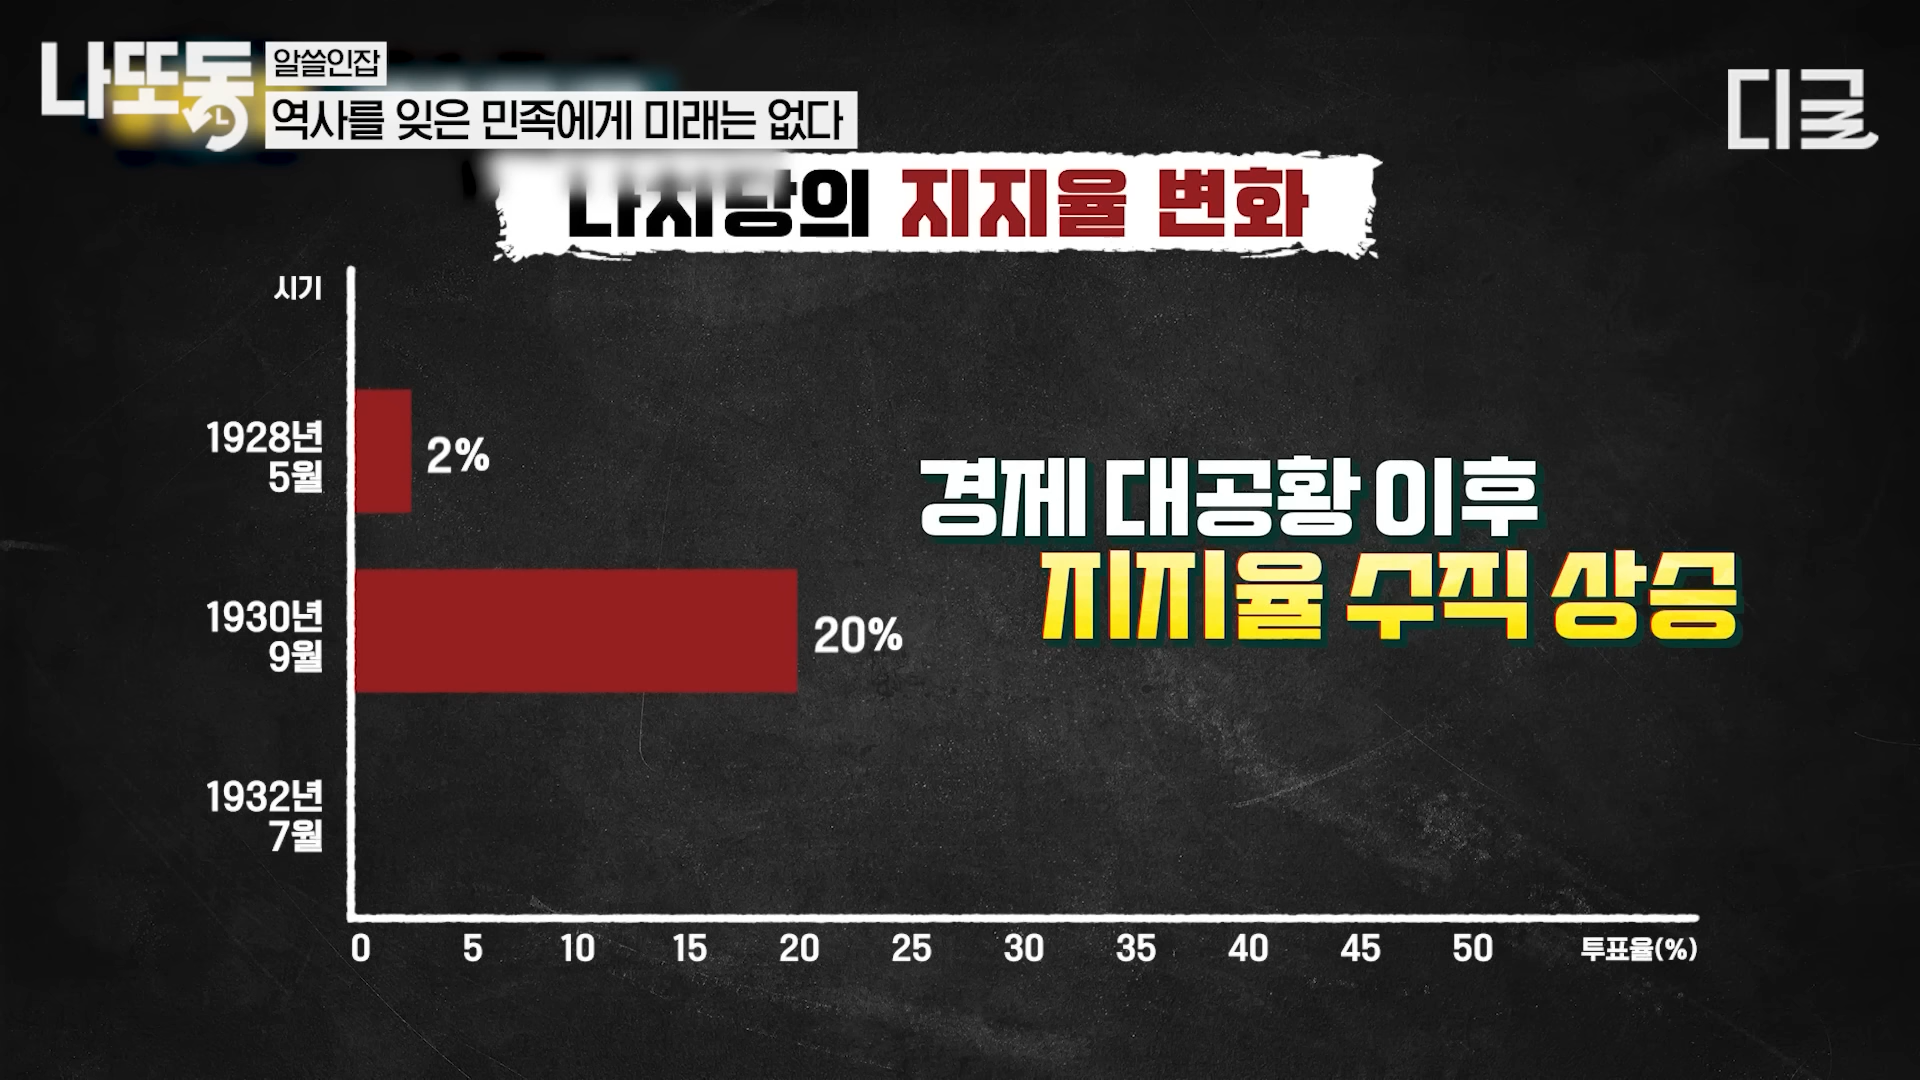 나또동
알쓸인잡
역사를 잊은 민족에게 미래는 없다
디글
나치당의 지지율 변화
시기
1928년
5월
2%
경제 대공황 이후
지지율 수직 상승
1930년
9월
20%
1932년
7월
0 5 10 15 20 25 30 35 40 45 50 투표율(%)